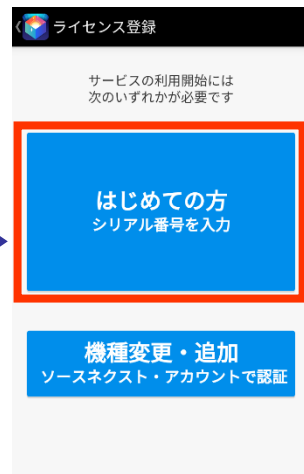 ライセンス登録
サービスの利用開始には
次のいずれかが必要です
はじめての方
シリアル番号を入力
機種変更・追加
ソースネクスト・アカウントで認証